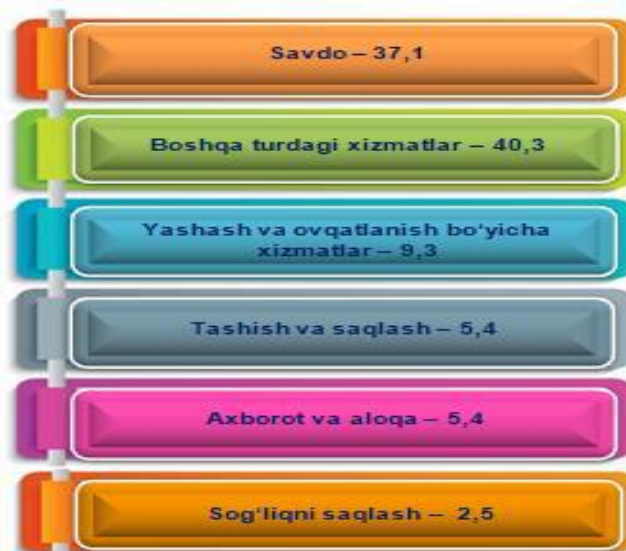 Savdo – 37,1
Boshqa turdagi xizmatlar – 40,3
Yashash va ovqatlanish bo‘yicha
xizmatlar – 9,3
Tashish va saqlash – 5,4
Axborot va aloqa – 5,4
Sog‘liqni saqlash – 2,5